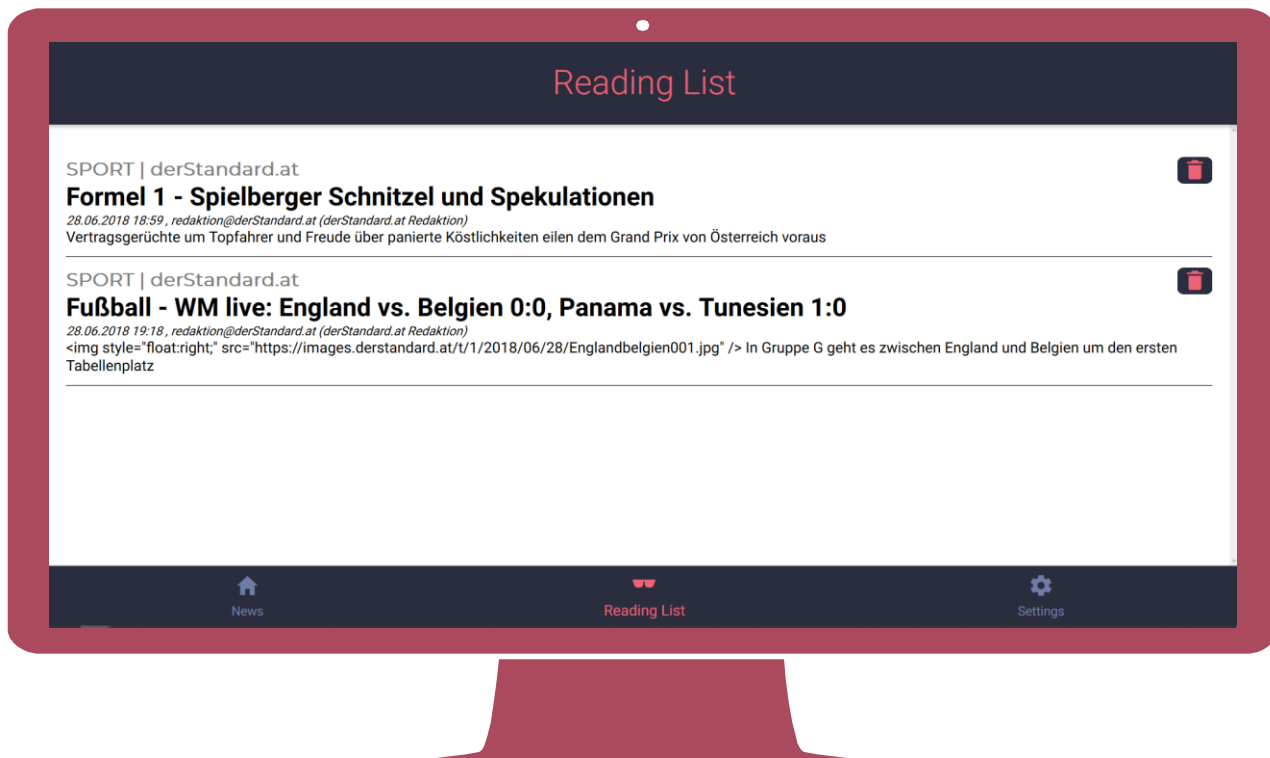 Reading List
SPORT | derStandard.at
Formel 1 - Spielberger Schnitzel und Spekulationen
28.06.2018 18:59 , redaktion@derStandard.at (derStandard.at Redaktion)
Vertragsgerüchte um Topfahrer und Freude über panierte Köstlichkeiten eilen dem Grand Prix von Österreich voraus
SPORT | derStandard.at
Fußball - WM live: England vs. Belgien 0:0, Panama vs. Tunesien 1:0
28.06.2018 19:18 , redaktion@derStandard.at (derStandard.at Redaktion)
<img style="float:right;" src="https://images.derstandard.at/t/1/2018/06/28/Englandbelgien001.jpg" /> In Gruppe G geht es zwischen England und Belgien um den ersten
Tabellenplatz
News
Reading List
Settings